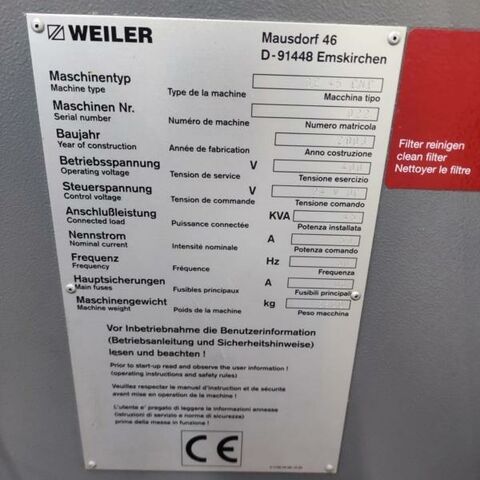 WEILER
Mausdorf 46
D-91448 Emskirchen
Maschinentyp
Machine type Type de la machine Macchina tipo
Maschinen Nr.
Serial number Numéro de machine Numero matricola
Baujahr
Year of construction Année de fabrication Anno costruzione
Betriebsspannung V
Operating voltage Tension de service Tensione esercizio
Steuerspannung V
Control voltage Tension de commande Tensione comando
Anschlußleistung KVA
Connected load Puissance connectée Potenza installata
Nennstrom A
Nominal current Intensité nominale Potenza comando
Frequenz Hz
Frequency Fréquence Frequenza
Hauptsicherungen A
Main fuses Fusibles principaux Fusibili principali
Maschinengewicht kg
Machine weight Poids de la machine Peso macchina
Vor Inbetriebnahme die Benutzerinformation
(Betriebsanleitung und Sicherheitshinweise)
lesen und beachten !
Prior to start-up read and observe the user information !
(operating instructions and safety rules)
Veuillez respecter le manuel d'instruction et de sécurité
avant mise en operation de la machine !
L'utente e' pregato di leggere le informazioni annesse
(istruzioni di servizio e norme di sicurezza)
prima della messa in funzione !
CE
Filter reinigen
clean filter
Nettoyer le filtre